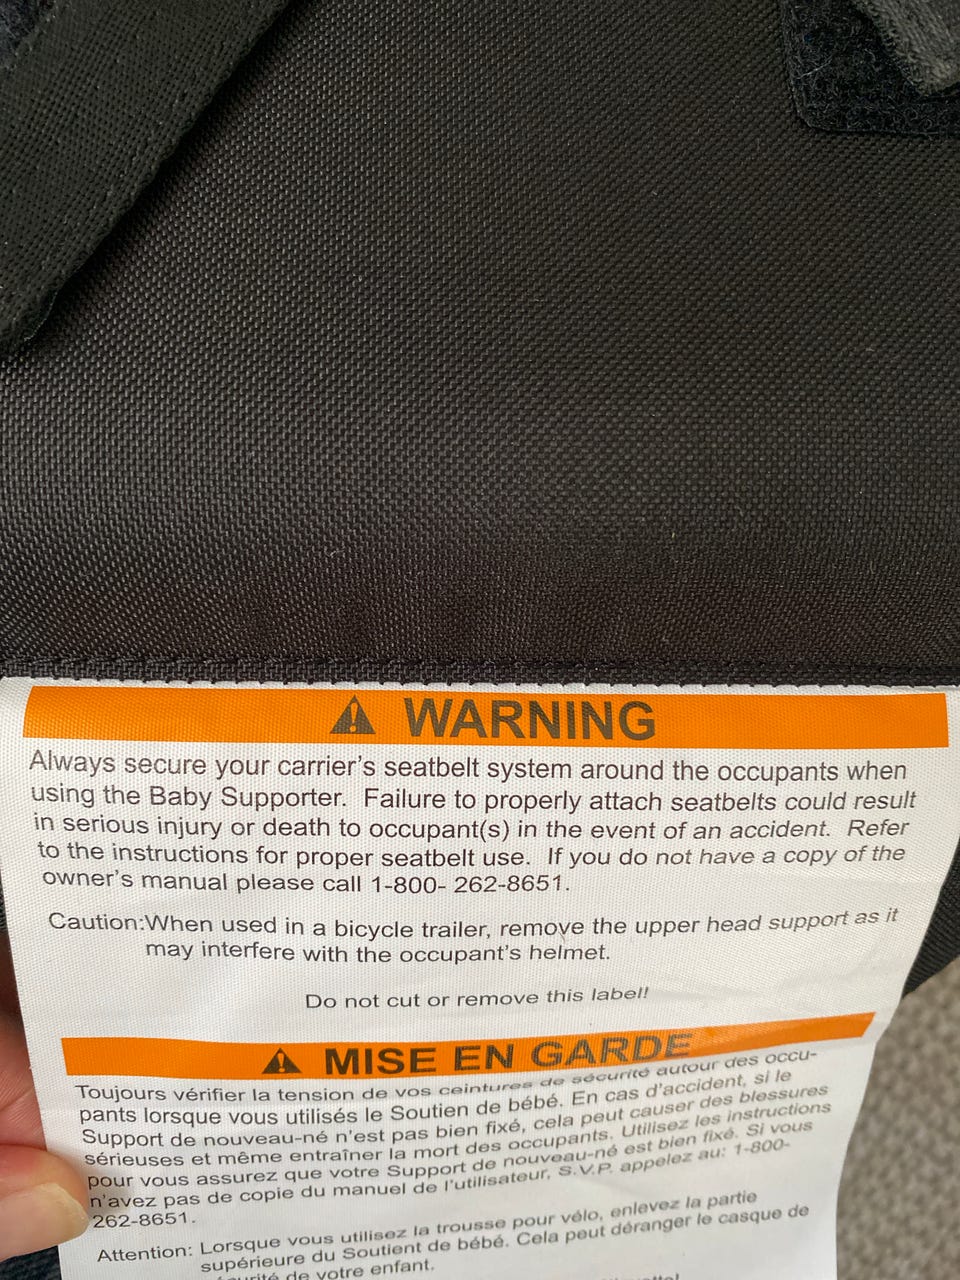 WARNING
Always secure your carrier's seatbelt system around the occupants when
using the Baby Supporter. Failure to properly attach seatbelts could result
in serious injury or death to occupant(s) in the event of an accident. Refer
to the instructions for proper seatbelt use. If you do not have a copy of the
owner's manual please call 1-800- 262-8651.
Caution:When used in a bicycle trailer, remove the upper head support as it
may interfere with the occupant's helmet.
Do not cut or remove this label!
MISE EN GARDE
Toujours vérifier la tension de vos ceintures de sécurité autour des occu-
pants lorsque vous utilisés le Soutien de bébé. En cas d'accident, si le
Support de nouveau-né n'est pas bien fixé, cela peut causer des blessures
sérieuses et même entraîner la mort des occupants. Utilisez les instructions
pour vous assurez que votre Support de nouveau-né est bien fixé. Si vous
n'avez pas de copie du manuel de l'utilisateur, S.V.P. appelez au: 1-800-
262-8651.
Attention: Lorsque vous utilisez la trousse pour vélo, enlevez la partie
supérieure du Soutient de bébé. Cela peut déranger le casque de
sécurité de votre enfant.